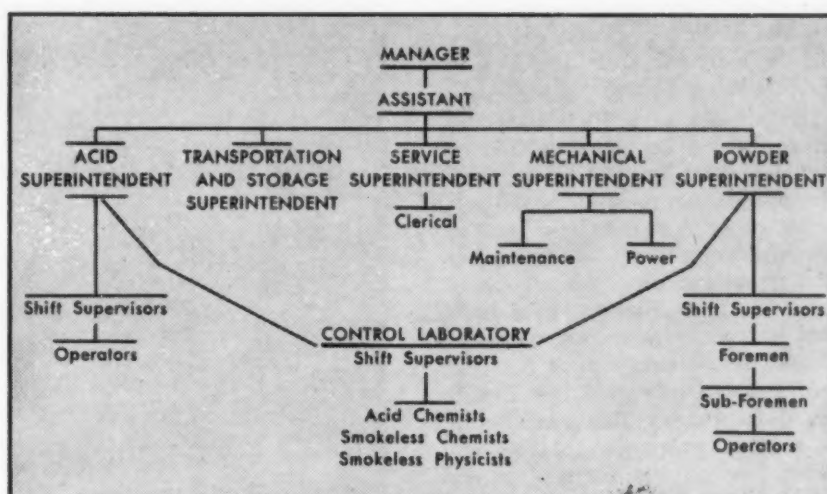 MANAGER
ASSISTANT
ACID
SUPERINTENDENT
TRANSPORTATION
AND STORAGE
SUPERINTENDENT
SERVICE
SUPERINTENDENT
Clerical
MECHANICAL
SUPERINTENDENT
Maintenance
Power
POWDER
SUPERINTENDENT
Shift Supervisors
Operators
CONTROL LABORATORY
Shift Supervisors
Acid Chemists
Smokeless Chemists
Smokeless Physicists
Shift Supervisors
Foremen
Sub-Foremen
Operators